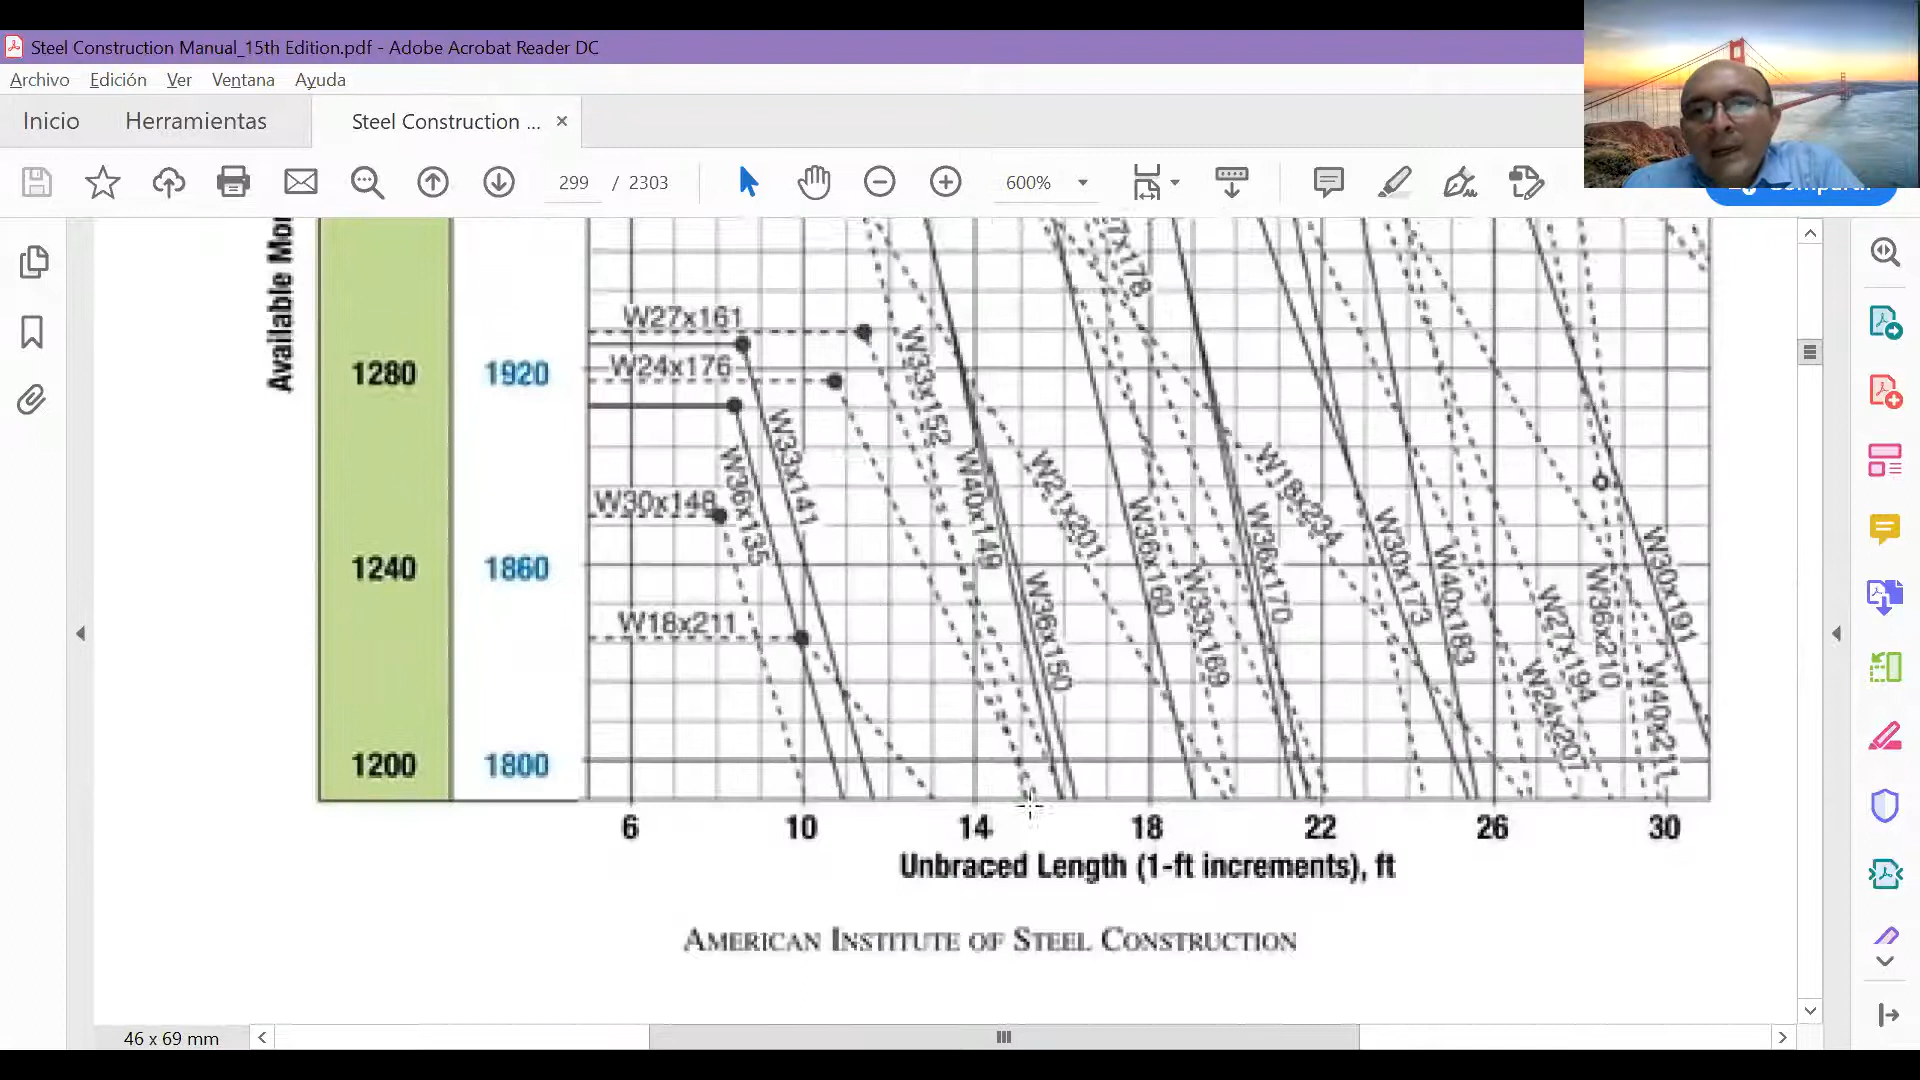 Steel Construction Manual_15th Edition.pdf - Adobe Acrobat Reader DC
Archivo Edición Ver Ventana Ayuda
Inicio Herramientas Steel Construction ... ×
299 / 2303 600%
Compartir
Available Mo
W27x161
1280 1920
W24x176
W30x148
1240 1860
W18x211
1200 1800
W36x135
W33x141
W33x152
W40x149
W21x201
W36x150
7x178
W36x160
W33x169
W36x170
W18x234
W30x173
W40x183
W27x194
W24x207
W36x210
W40x211
W30x191
6 10 14 18 22 26 30
Unbraced Length (1-ft increments), ft
AMERICAN INSTITUTE OF STEEL CONSTRUCTION
46 x 69 mm